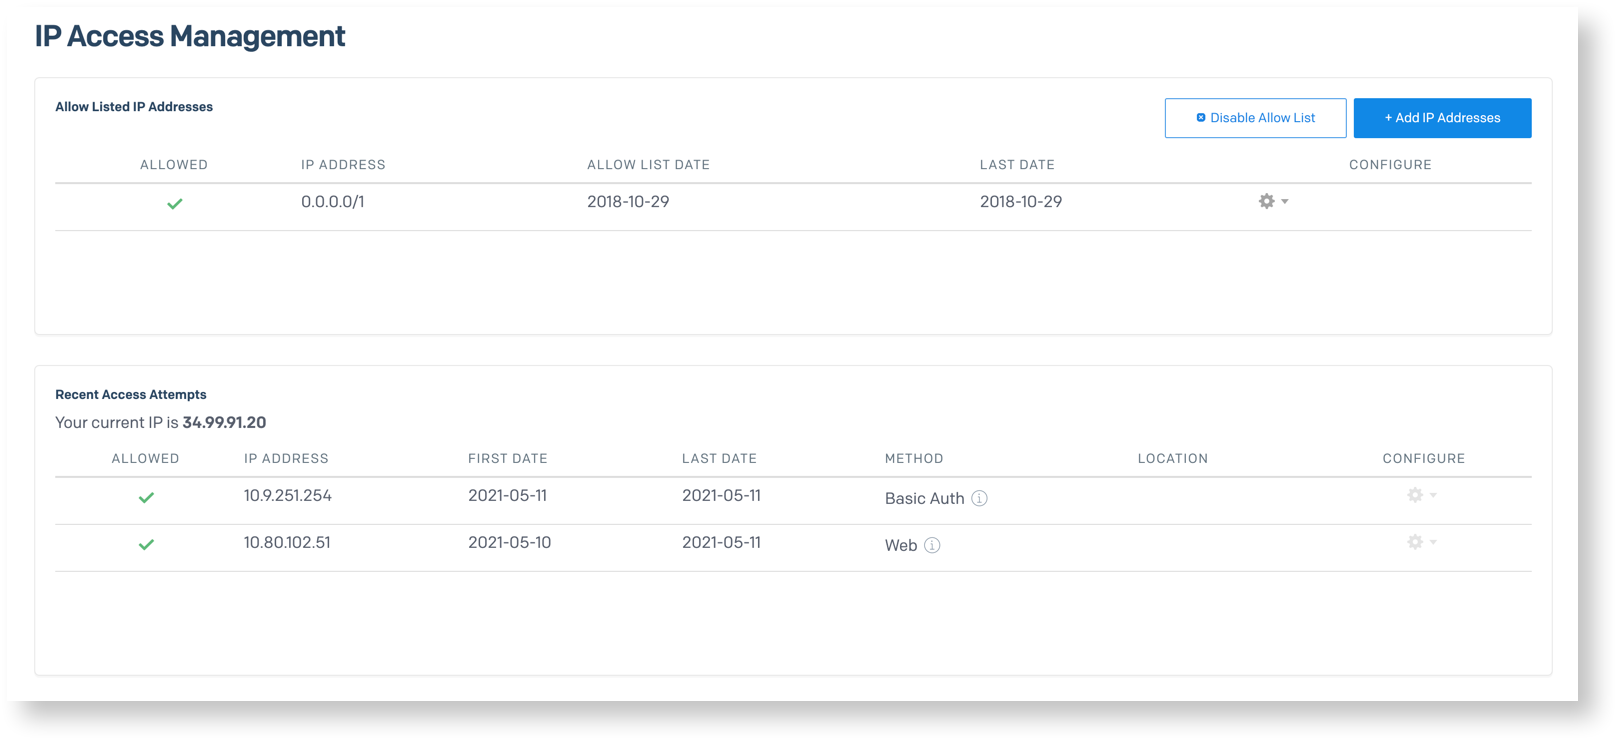 IP Access Management
Allow Listed IP Addresses
Disable Allow List
+ Add IP Addresses
ALLOWED IP ADDRESS ALLOW LIST DATE LAST DATE CONFIGURE
0.0.0.0/1 2018-10-29 2018-10-29
Recent Access Attempts
Your current IP is 34.99.91.20
ALLOWED IP ADDRESS FIRST DATE LAST DATE METHOD LOCATION CONFIGURE
10.9.251.254 2021-05-11 2021-05-11 Basic Auth
10.80.102.51 2021-05-10 2021-05-11 Web